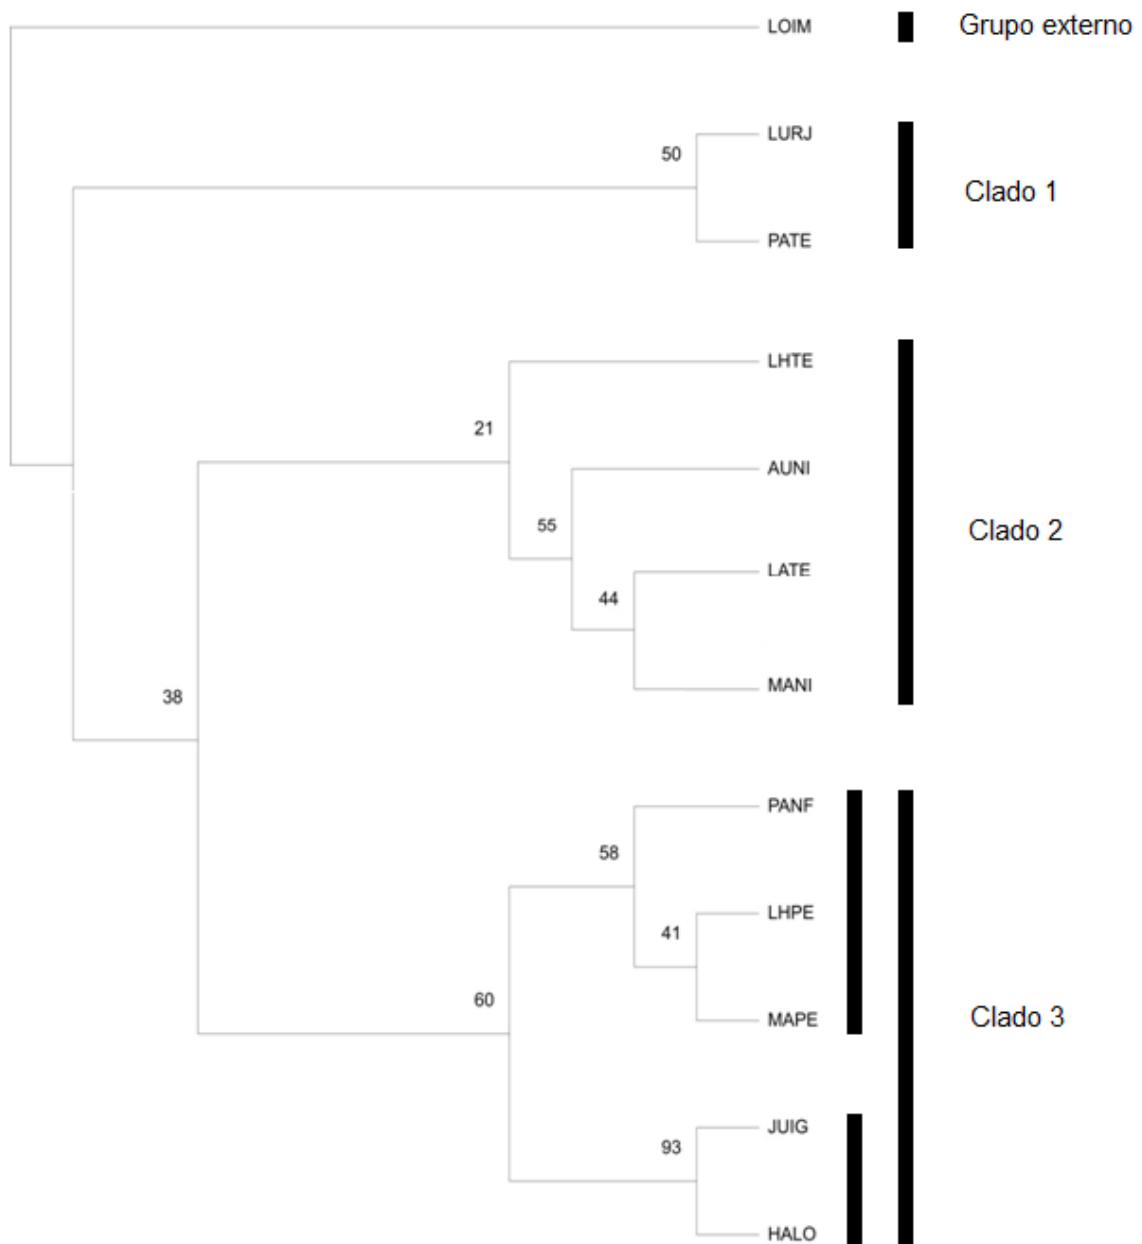 LOIM
Grupo externo
LURJ
50
Clado 1
PATE
LHTE
21
AUNI
55
Clado 2
LATE
44
MANI
38
PANF
58
LHPE
41
60
MAPE
Clado 3
JUIG
93
HALO